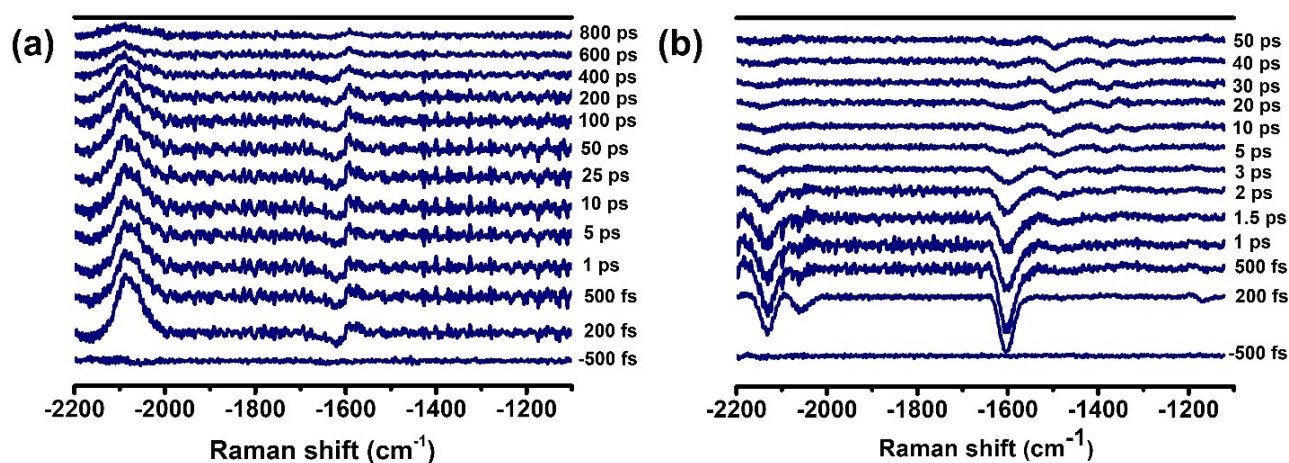 (a)
800 ps
600 ps
400 ps
200 ps
100 ps
50 ps
25 ps
10 ps
5 ps
1 ps
500 fs
200 fs
-500 fs
-2200 -2000 -1800 -1600 -1400 -1200
Raman shift (cm-1)
(b)
50 ps
40 ps
30 ps
20 ps
10 ps
5 ps
3 ps
2 ps
1.5 ps
1 ps
500 fs
200 fs
-500 fs
-2200 -2000 -1800 -1600 -1400 -1200
Raman shift (cm-1)